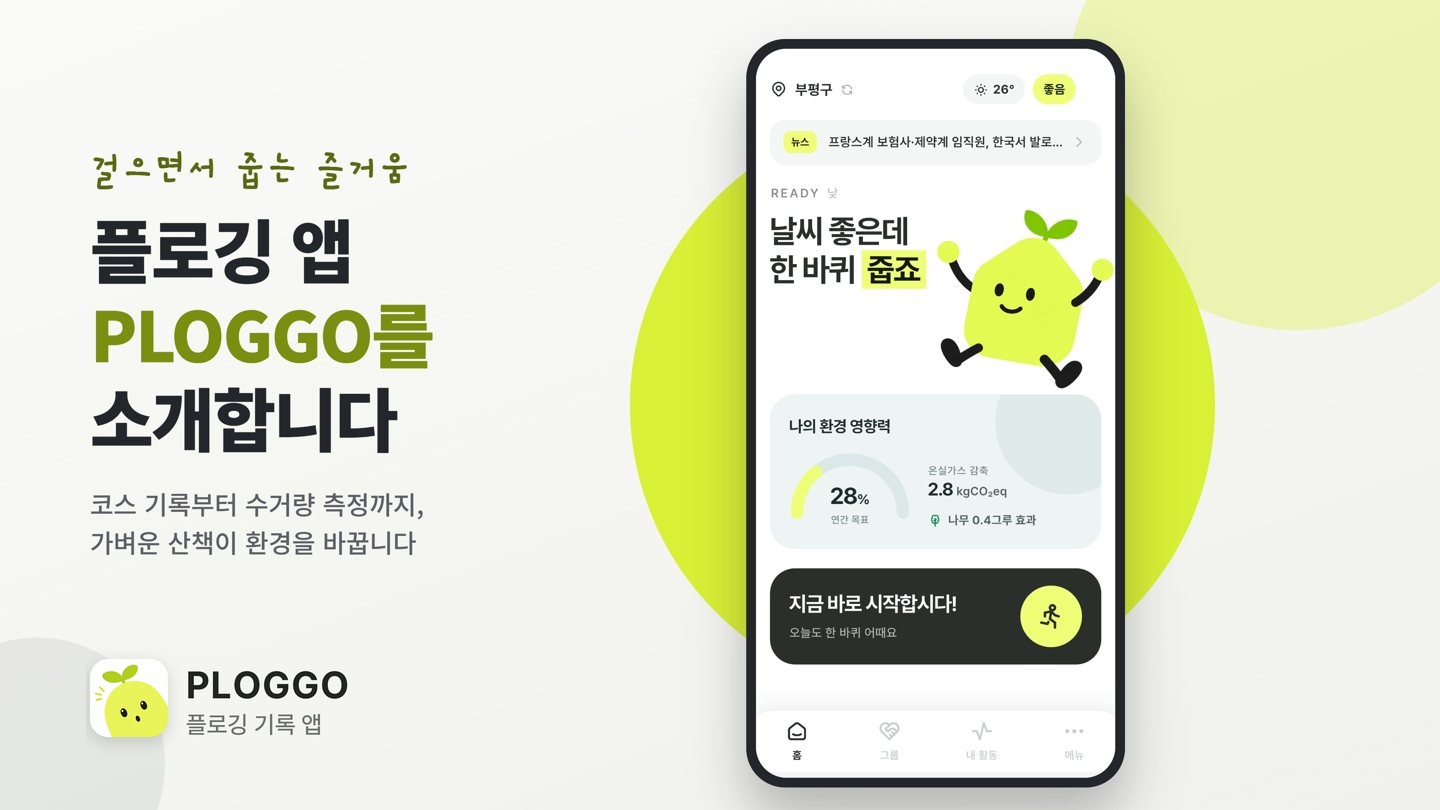 걸으면서 줍는 즐거움
플로깅 앱
PLOGGO를
소개합니다
코스 기록부터 수거량 측정까지,
가벼운 산책이 환경을 바꿉니다
PLOGGO
플로깅 기록 앱
부평구
26°
좋음
뉴스 프랑스계 보험사·제약계 임직원, 한국서 발로...
READY 낮
날씨 좋은데
한 바퀴 줍죠
나의 환경 영향력
28%
연간 목표
온실가스 감축
2.8 kgCO₂eq
나무 0.4그루 효과
지금 바로 시작합시다!
오늘도 한 바퀴 어때요
홈
그룹
내 활동
메뉴